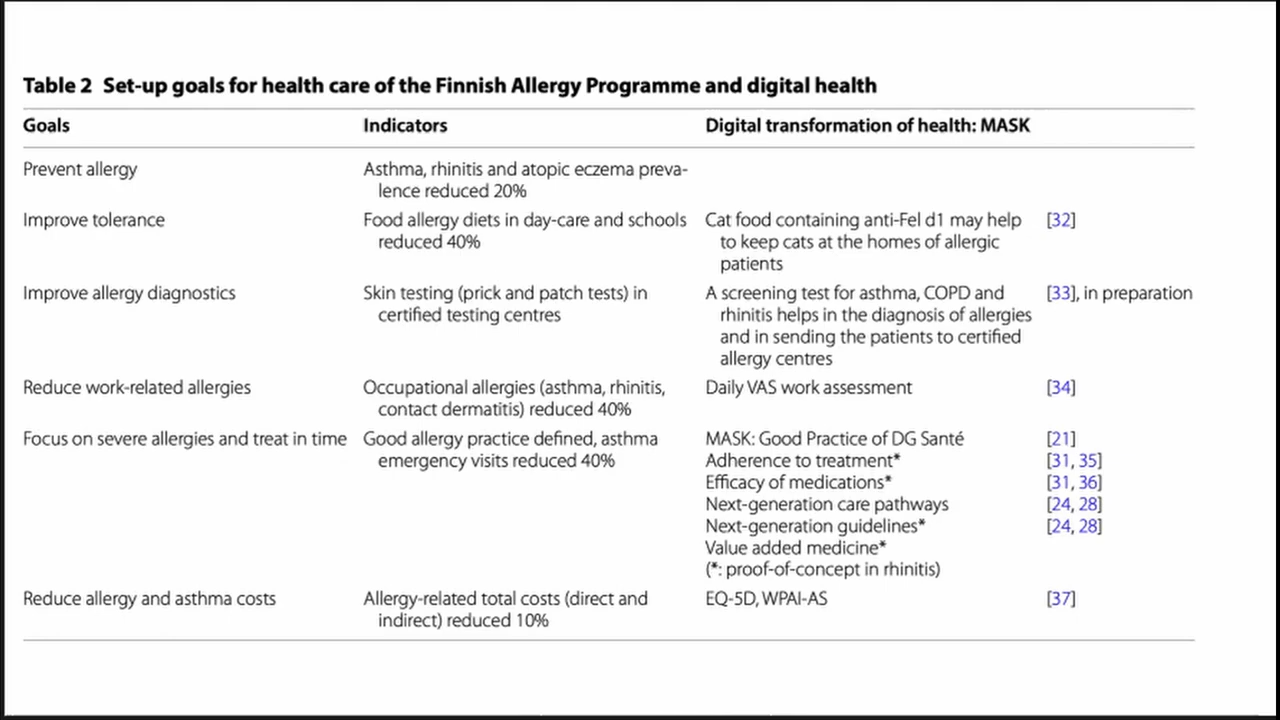 Table 2 Set-up goals for health care of the Finnish Allergy Programme and digital health
Goals Indicators Digital transformation of health: MASK
Prevent allergy Asthma, rhinitis and atopic eczema preva-
lence reduced 20%
Improve tolerance Food allergy diets in day-care and schools Cat food containing anti-Fel d1 may help [32]
reduced 40% to keep cats at the homes of allergic
patients
Improve allergy diagnostics Skin testing (prick and patch tests) in A screening test for asthma, COPD and [33], in preparation
certified testing centres rhinitis helps in the diagnosis of allergies
and in sending the patients to certified
allergy centres
Reduce work-related allergies Occupational allergies (asthma, rhinitis, Daily VAS work assessment [34]
contact dermatitis) reduced 40%
Focus on severe allergies and treat in time Good allergy practice defined, asthma MASK: Good Practice of DG Santé [21]
emergency visits reduced 40% Adherence to treatment* [31, 35]
Efficacy of medications* [31, 36]
Next-generation care pathways [24, 28]
Next-generation guidelines* [24, 28]
Value added medicine*
(*: proof-of-concept in rhinitis)
Reduce allergy and asthma costs Allergy-related total costs (direct and EQ-5D, WPAI-AS [37]
indirect) reduced 10%